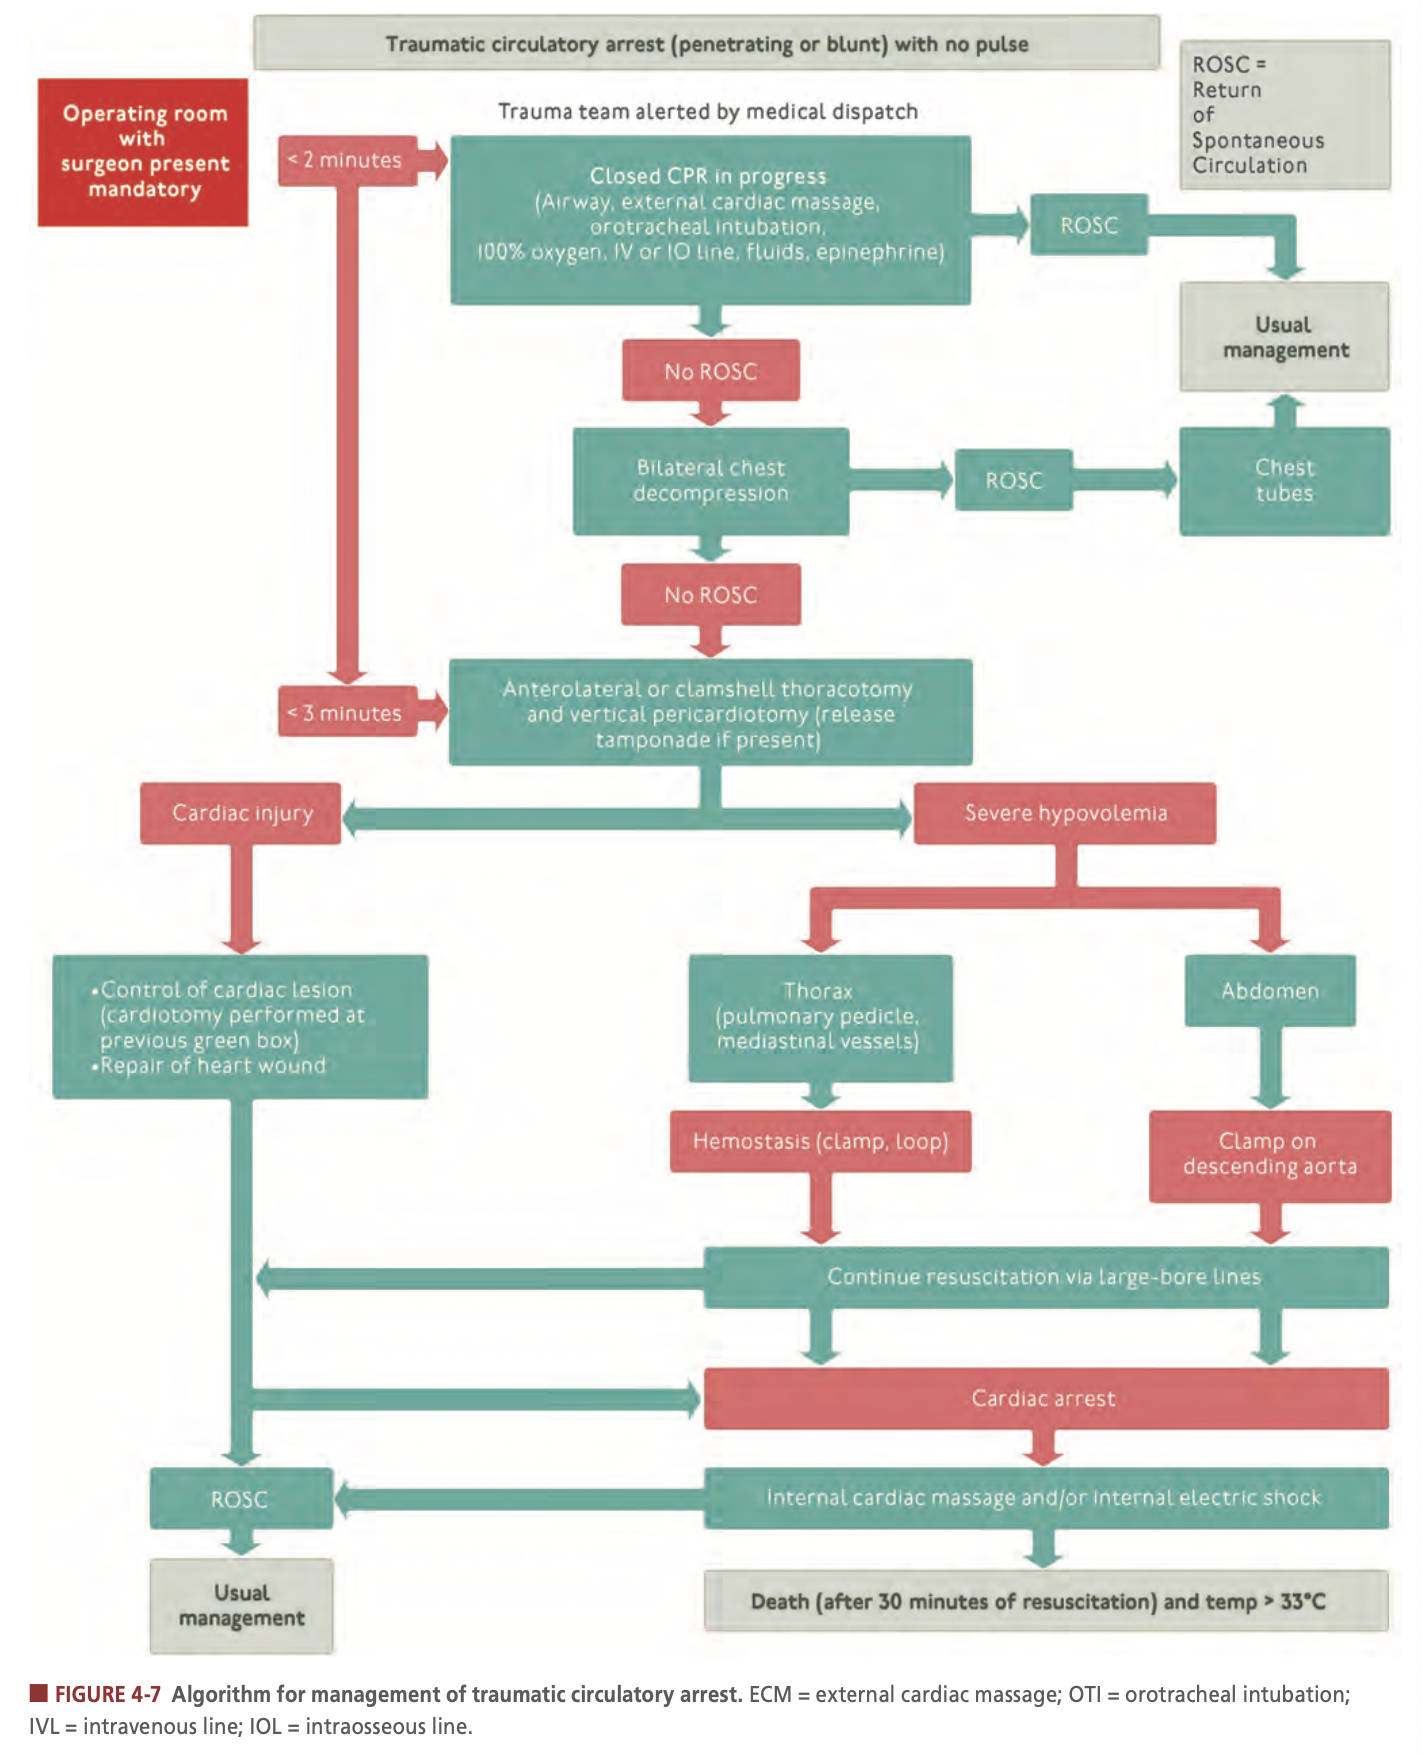 Traumatic circulatory arrest (penetrating or blunt) with no pulse
ROSC =
Return
of
Spontaneous
Circulation
Operating room
with
surgeon present
mandatory
Trauma team alerted by medical dispatch
< 2 minutes
Closed CPR in progress
(Airway, external cardiac massage,
orotracheal intubation,
100% oxygen, IV or IO line, fluids, epinephrine)
ROSC
Usual
management
No ROSC
Bilateral chest
decompression
ROSC
Chest
tubes
No ROSC
< 3 minutes
Anterolateral or clamshell thoracotomy
and vertical pericardiotomy (release
tamponade if present)
Cardiac injury
Severe hypovolemia
•Control of cardiac lesion
(cardiotomy performed at
previous green box)
•Repair of heart wound
Thorax
(pulmonary pedicle,
mediastinal vessels)
Abdomen
Hemostasis (clamp, loop)
Clamp on
descending aorta
Continue resuscitation via large-bore lines
Cardiac arrest
ROSC
Internal cardiac massage and/or internal electric shock
Usual
management
Death (after 30 minutes of resuscitation) and temp > 33°C
■ FIGURE 4-7 Algorithm for management of traumatic circulatory arrest. ECM = external cardiac massage; OTI = orotracheal intubation;
IVL = intravenous line; IOL = intraosseous line.